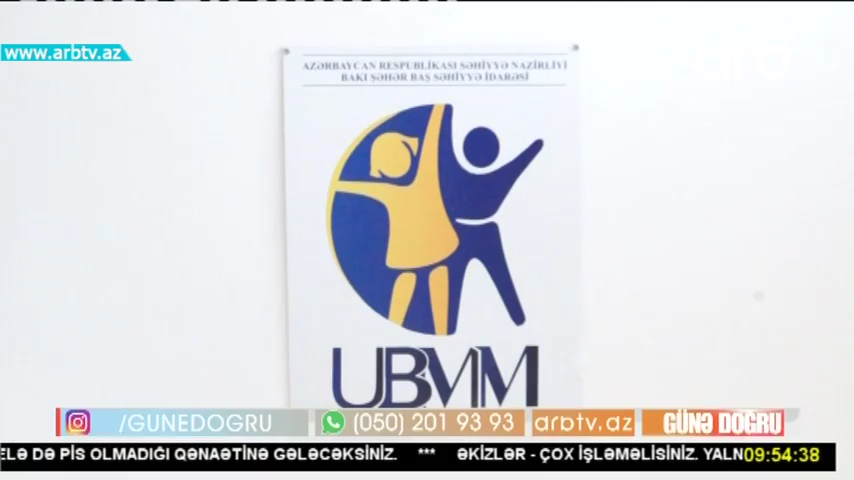 www.arbtv.az
arb
AZƏRBAYCAN RESPUBLİKASI SƏHİYYƏ NAZİRLİYİ
BAKI ŞƏHƏR BAŞ SƏHİYYƏ İDARƏSİ
UBMM
/GUNEDOGRU
(050) 201 93 93
arbtv.az
GÜNƏ DOĞRU
ELƏ DƏ PİS OLMADIĞI QƏNAƏTİNƏ GƏLƏCƏKSİNİZ. *** ƏKİZLƏR - ÇOX İŞLƏMƏLİSİNİZ. YALN
09:54:38